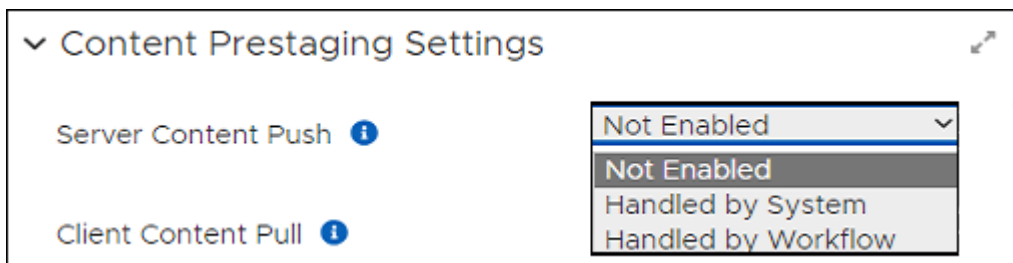 Content Prestaging Settings
Server Content Push
Not Enabled
Not Enabled
Handled by System
Client Content Pull
Handled by Workflow